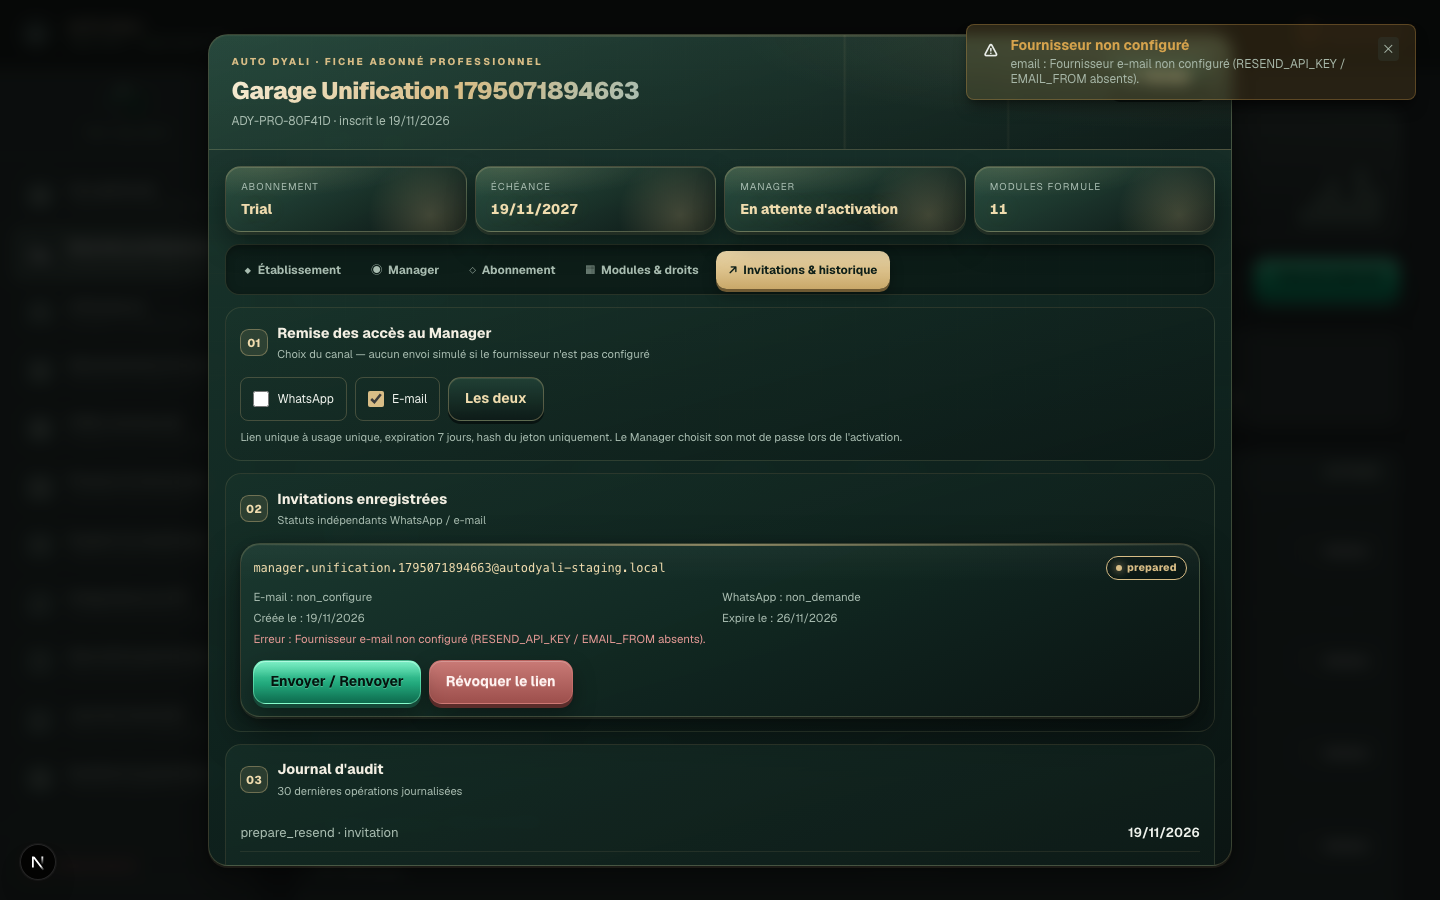 AUTO DYALI · FICHE ABONNÉ PROFESSIONNEL
Garage Unification 1795071894663
ADY-PRO-80F41D · inscrit le 19/11/2026
Fournisseur non configuré
email : Fournisseur e-mail non configuré (RESEND_API_KEY /
EMAIL_FROM absents).
ABONNEMENT
Trial
ÉCHÉANCE
19/11/2027
MANAGER
En attente d'activation
MODULES FORMULE
11
Établissement
Manager
Abonnement
Modules & droits
Invitations & historique
01
Remise des accès au Manager
Choix du canal — aucun envoi simulé si le fournisseur n'est pas configuré
WhatsApp
E-mail
Les deux
Lien unique à usage unique, expiration 7 jours, hash du jeton uniquement. Le Manager choisit son mot de passe lors de l'activation.
02
Invitations enregistrées
Statuts indépendants WhatsApp / e-mail
manager.unification.1795071894663@autodyali-staging.local
prepared
E-mail : non_configure
WhatsApp : non_demande
Créée le : 19/11/2026
Expire le : 26/11/2026
Erreur : Fournisseur e-mail non configuré (RESEND_API_KEY / EMAIL_FROM absents).
Envoyer / Renvoyer
Révoquer le lien
03
Journal d'audit
30 dernières opérations journalisées
prepare_resend · invitation
19/11/2026
N